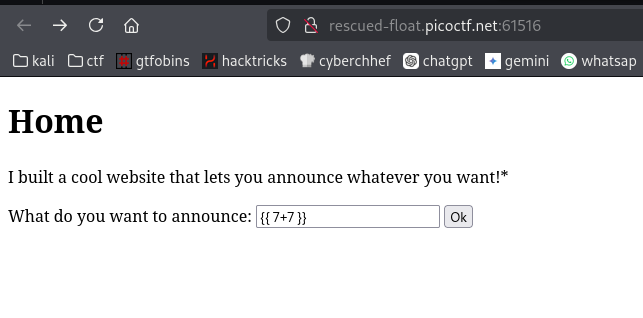 rescued-float.picoctf.net:61516
kali ctf gtfobins hacktricks cyberchhef chatgpt gemini whatsap
Home
I built a cool website that lets you announce whatever you want!*
What do you want to announce: {{ 7+7 }} Ok